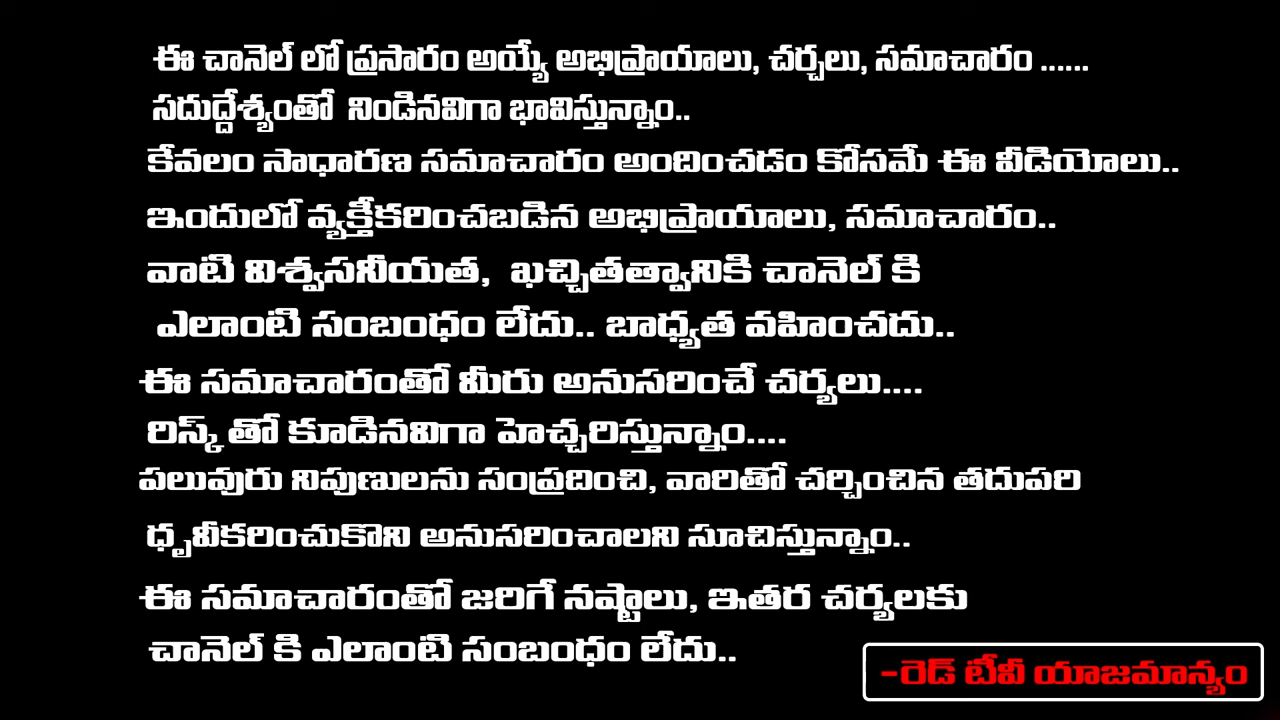 ఈ చానెల్ లో ప్రసారం అయ్యే అభిప్రాయాలు, చర్చలు, సమాచారం ......
సదుద్దేశ్యంతో నిండినవిగా భావిస్తున్నాం..
కేవలం సాధారణ సమాచారం అందించడం కోసమే ఈ వీడియోలు..
ఇందులో వ్యక్తీకరించబడిన అభిప్రాయాలు, సమాచారం..
వాటి విశ్వసనీయత, ఖచ్చితత్వానికి చానెల్ కి
ఎలాంటి సంబంధం లేదు.. బాధ్యత వహించదు..
ఈ సమాచారంతో మీరు అనుసరించే చర్యలు....
రిస్క్ తో కూడినవిగా హెచ్చరిస్తున్నాం....
పలువురు నిపుణులను సంప్రదించి, వారితో చర్చించిన తదుపరి
ధృవీకరించుకొని అనుసరించాలని సూచిస్తున్నాం..
ఈ సమాచారంతో జరిగే నష్టాలు, ఇతర చర్యలకు
చానెల్ కి ఎలాంటి సంబంధం లేదు..
-రెడ్ టీవీ యాజమాన్యం